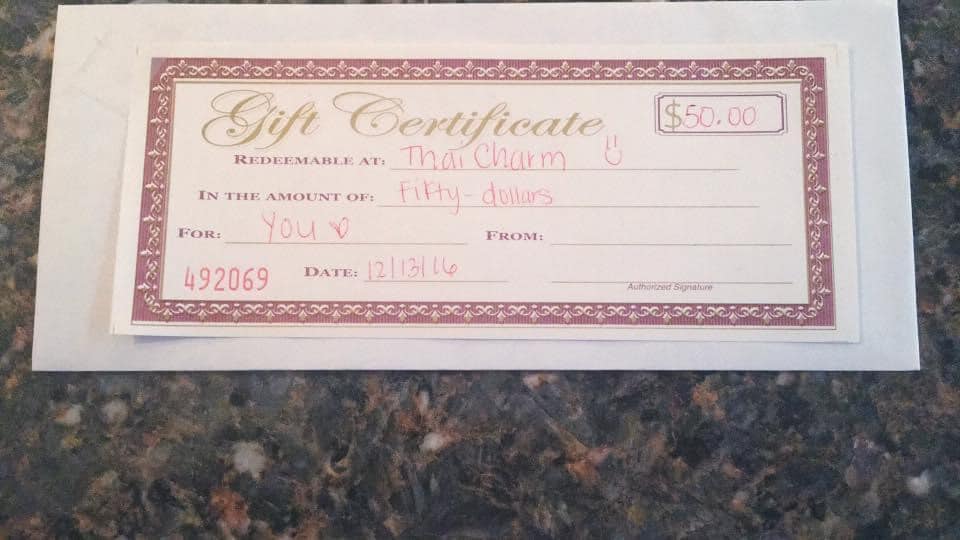 Gift Certificate $50.00
REDEEMABLE AT: Thai Charm
IN THE AMOUNT OF: Fifty-dollars
FOR: You FROM:
492069 DATE: 12/13/16
Authorized Signature